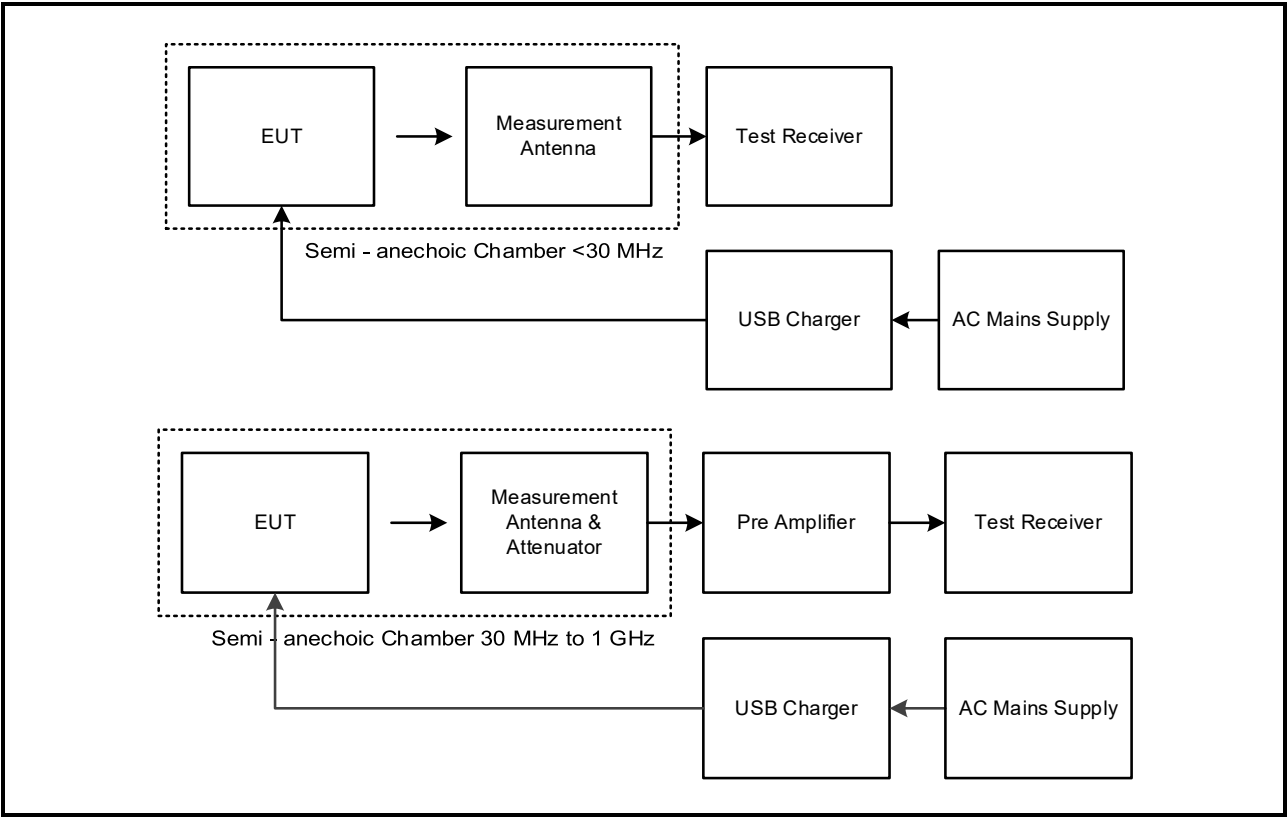 EUT
Measurement
Antenna
Test Receiver
Semi - anechoic Chamber <30 MHz
USB Charger
AC Mains Supply
EUT
Measurement
Antenna &
Attenuator
Pre Amplifier
Test Receiver
Semi - anechoic Chamber 30 MHz to 1 GHz
USB Charger
AC Mains Supply